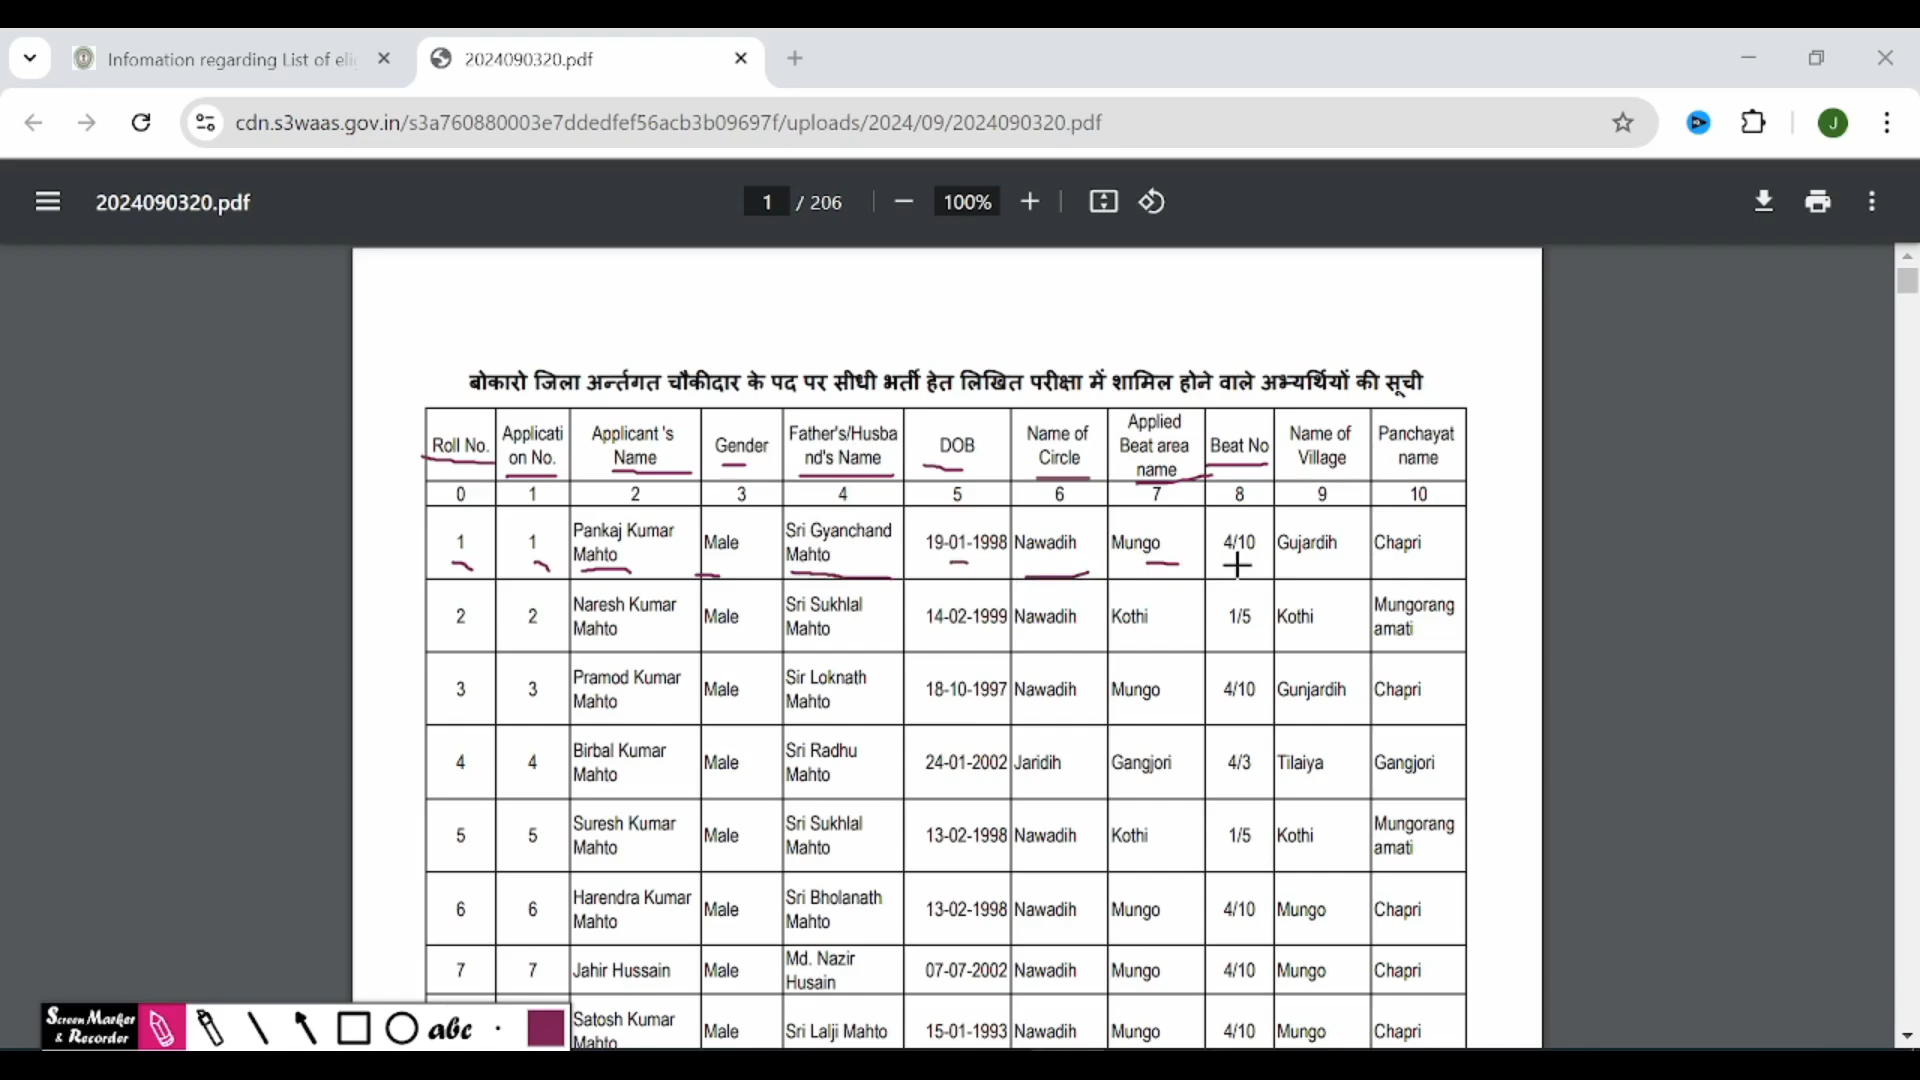 Infomation regarding List of eli
2024090320.pdf
cdn.s3waas.gov.in/s3a760880003e7ddedfef56acb3b09697f/uploads/2024/09/2024090320.pdf
J
2024090320.pdf
1 / 206
100%
बोकारो जिला अर्न्तगत चौकीदार के पद पर सीधी भर्ती हेत लिखित परीक्षा में शामिल होने वाले अभ्यर्थियों की सूची
Roll No. Applicati on No. Applicant 's Name Gender Father's/Husba nd's Name DOB Name of Circle Applied Beat area name Beat No Name of Village Panchayat name
0 1 2 3 4 5 6 7 8 9 10
1 1 Pankaj Kumar Mahto Male Sri Gyanchand Mahto 19-01-1998 Nawadih Mungo 4/10 Gujardih Chapri
2 2 Naresh Kumar Mahto Male Sri Sukhlal Mahto 14-02-1999 Nawadih Kothi 1/5 Kothi Mungorang amati
3 3 Pramod Kumar Mahto Male Sir Loknath Mahto 18-10-1997 Nawadih Mungo 4/10 Gunjardih Chapri
4 4 Birbal Kumar Mahto Male Sri Radhu Mahto 24-01-2002 Jaridih Gangjori 4/3 Tilaiya Gangjori
5 5 Suresh Kumar Mahto Male Sri Sukhlal Mahto 13-02-1998 Nawadih Kothi 1/5 Kothi Mungorang amati
6 6 Harendra Kumar Mahto Male Sri Bholanath Mahto 13-02-1998 Nawadih Mungo 4/10 Mungo Chapri
7 7 Jahir Hussain Male Md. Nazir Husain 07-07-2002 Nawadih Mungo 4/10 Mungo Chapri
Satosh Kumar Mahto Male Sri Lalji Mahto 15-01-1993 Nawadih Mungo 4/10 Mungo Chapri
Screen Marker
& Recorder
abc